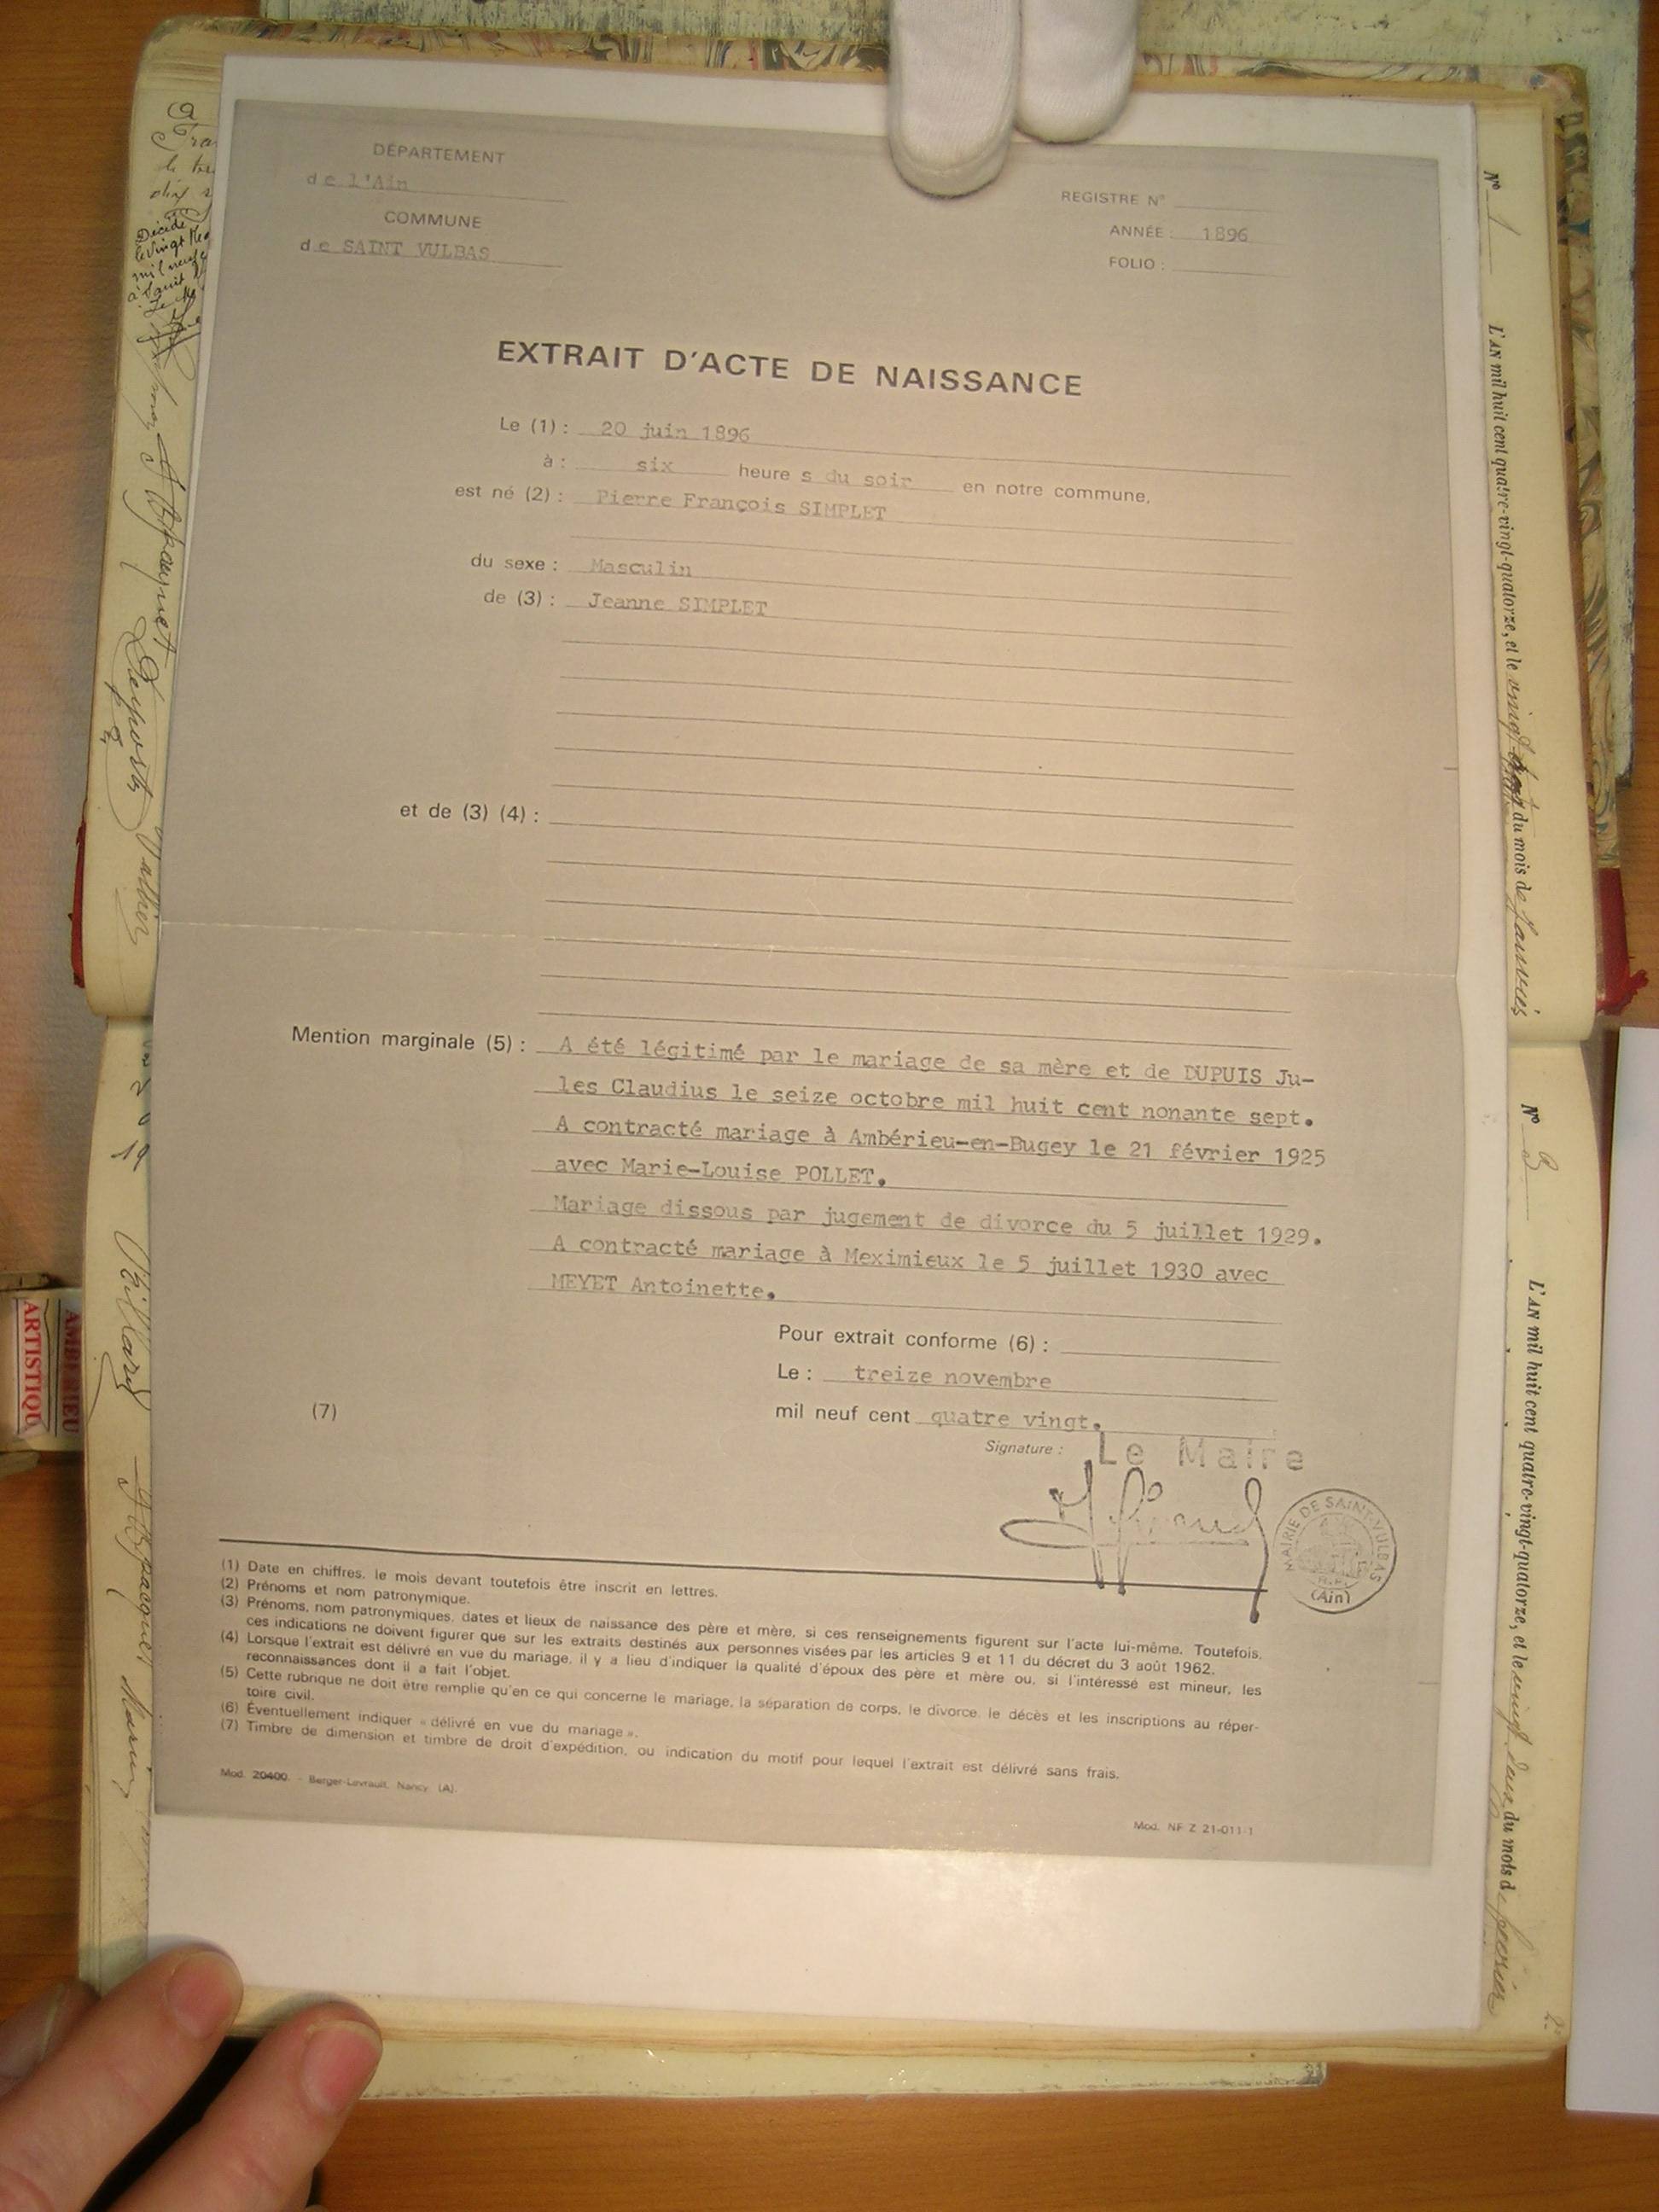 DÉPARTEMENT
de l'Ain
COMMUNE
de SAINT VULBAS
REGISTRE N°
ANNÉE : 1896
FOLIO :
EXTRAIT D'ACTE DE NAISSANCE
Le (1) : 20 juin 1896
à : six heure s du soir en notre commune,
est né (2) : Pierre François SIMPLET
du sexe : Masculin
de (3) : Jeanne SIMPLET
et de (3) (4) :
Mention marginale (5) : A été légitimé par le mariage de sa mère et de DUPUIS Ju-
les Claudius le seize octobre mil huit cent nonante sept.
A contracté mariage à Ambérieu-en-Bugey le 21 février 1925
avec Marie-Louise POLLET.
Mariage dissous par jugement de divorce du 5 juillet 1929.
A contracté mariage à Meximieux le 5 juillet 1930 avec
MEYET Antoinette.
Pour extrait conforme (6) :
Le : treize novembre
(7)
mil neuf cent quatre vingt.
Signature : Le Maire
MAIRIE DE SAINT-VULBAS
(Ain)
(1) Date en chiffres, le mois devant toutefois être inscrit en lettres.
(2) Prénoms et nom patronymique.
(3) Prénoms, nom patronymiques, dates et lieux de naissance des père et mère, si ces renseignements figurent sur l'acte lui-même. Toutefois,
ces indications ne doivent figurer que sur les extraits destinés aux personnes visées par les articles 9 et 11 du décret du 3 août 1962.
(4) Lorsque l'extrait est délivré en vue du mariage, il y a lieu d'indiquer la qualité d'époux des père et mère ou, si l'intéressé est mineur, les
reconnaissances dont il a fait l'objet.
(5) Cette rubrique ne doit être remplie qu'en ce qui concerne le mariage, la séparation de corps, le divorce, le décès et les inscriptions au réper-
toire civil.
(6) Éventuellement indiquer « délivré en vue du mariage ».
(7) Timbre de dimension et timbre de droit d'expédition, ou indication du motif pour lequel l'extrait est délivré sans frais.
Mod. 20400. - Berger-Levrault, Nancy (A).
Mod. NF Z 21-011-1
N° 1
L'AN mil huit cent quatre-vingt-quatorze, et le vingt du mois de Janvier
N° 3
L'AN mil huit cent quatre-vingt-quatorze, et le vingt deux du mois de février
AMBERIEU
ARTISTIQU